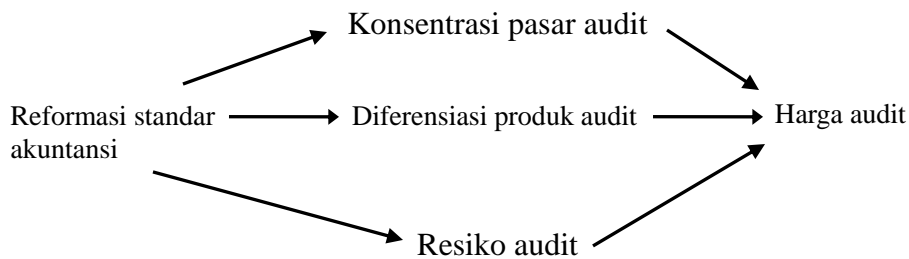 Konsentrasi pasar audit
Reformasi standar
akuntansi
Diferensiasi produk audit
Harga audit
Resiko audit